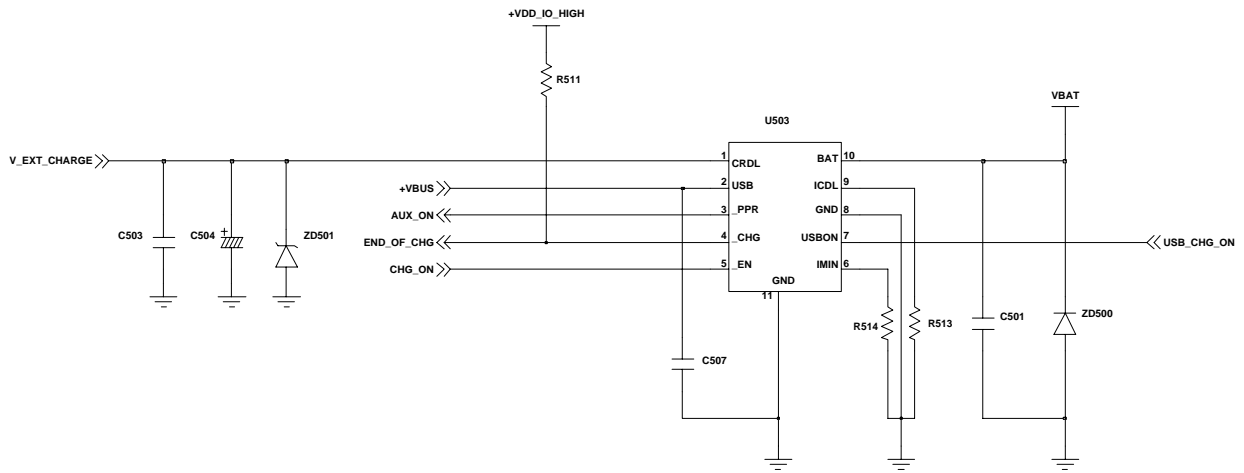 +VDD_IO_HIGH
R511
VBAT
U503
V_EXT_CHARGE
1
CRDL
BAT
10
+VBUS
2
USB
ICDL
9
AUX_ON
3
_PPR
GND
8
END_OF_CHG
4
_CHG
USBON
7
USB_CHG_ON
CHG_ON
5
_EN
IMIN
6
GND
11
C503
C504
+
ZD501
R514
R513
C501
ZD500
C507